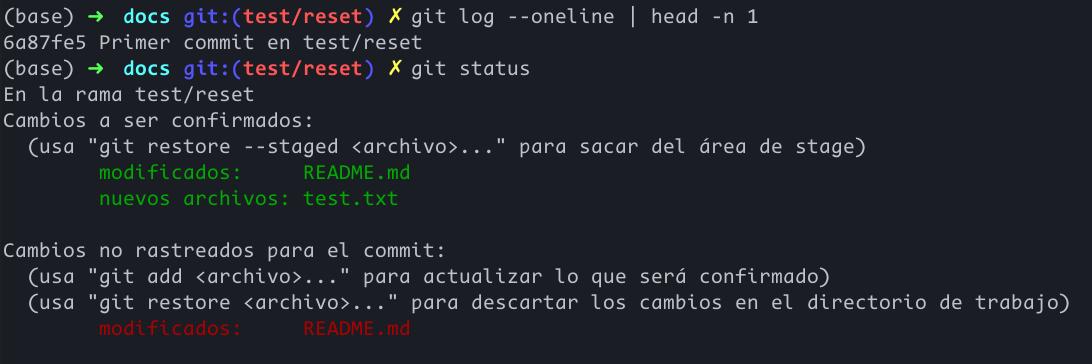 (base) ➜  docs git:(test/reset) ✗ git log --oneline | head -n 1
6a87fe5 Primer commit en test/reset
(base) ➜  docs git:(test/reset) ✗ git status
En la rama test/reset
Cambios a ser confirmados:
  (usa "git restore --staged <archivo>..." para sacar del área de stage)
        modificados:     README.md
        nuevos archivos: test.txt

Cambios no rastreados para el commit:
  (usa "git add <archivo>..." para actualizar lo que será confirmado)
  (usa "git restore <archivo>..." para descartar los cambios en el directorio de trabajo)
        modificados:     README.md